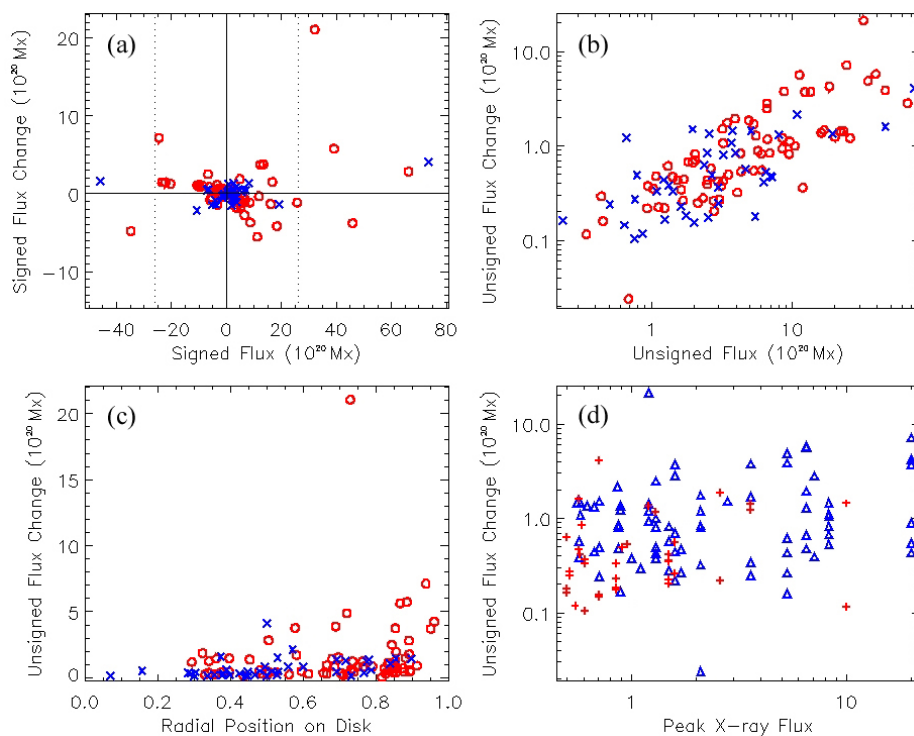 (a)
20
10
0
−10
Signed Flux Change (10²⁰ Mx)
−40 −20 0 20 40 60 80
Signed Flux (10²⁰ Mx)
(b)
10.0
1.0
0.1
Unsigned Flux Change (10²⁰ Mx)
1 10
Unsigned Flux (10²⁰ Mx)
(c)
20
15
10
5
0
Unsigned Flux Change (10²⁰ Mx)
0.0 0.2 0.4 0.6 0.8 1.0
Radial Position on Disk
(d)
10.0
1.0
0.1
Unsigned Flux Change (10²⁰ Mx)
1 10
Peak X-ray Flux